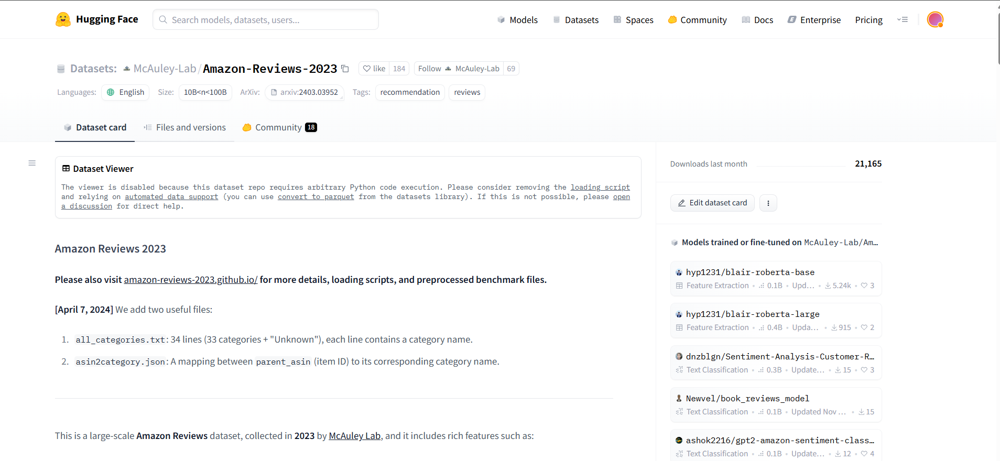 Hugging Face
Search models, datasets, users...
Models
Datasets
Spaces
Community
Docs
Enterprise
Pricing
Datasets: McAuley-Lab/Amazon-Reviews-2023
like 184
Follow McAuley-Lab 69
Languages: English Size: 10B<n<100B ArXiv: arxiv:2403.03952 Tags: recommendation reviews
Dataset card
Files and versions
Community 18
Dataset Viewer
The viewer is disabled because this dataset repo requires arbitrary Python code execution. Please consider removing the loading script
and relying on automated data support (you can use convert to parquet from the datasets library). If this is not possible, please open
a discussion for direct help.
Amazon Reviews 2023
Please also visit amazon-reviews-2023.github.io/ for more details, loading scripts, and preprocessed benchmark files.
[April 7, 2024] We add two useful files:
1. all_categories.txt: 34 lines (33 categories + "Unknown"), each line contains a category name.
2. asin2category.json: A mapping between parent_asin (item ID) to its corresponding category name.
This is a large-scale Amazon Reviews dataset, collected in 2023 by McAuley Lab, and it includes rich features such as:
Downloads last month
21,165
Edit dataset card
Models trained or fine-tuned on McAuley-Lab/Am…
hyp1231/blair-roberta-base
Feature Extraction • 0.1B • Upd… • 5.24k • 3
hyp1231/blair-roberta-large
Feature Extraction • 0.4B • Upda… • 915 • 2
dnzblgn/Sentiment-Analysis-Customer-R…
Text Classification • 0.3B • Update… • 15 • 3
Newvel/book_reviews_model
Text Classification • 0.1B • Updated Nov … • 15
ashok2216/gpt2-amazon-sentiment-class…
Text Classification • 0.1B • Update… • 12 • 4